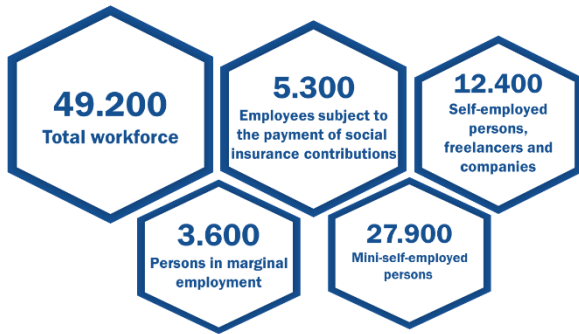 49.200
Total workforce
5.300
Employees subject to
the payment of social
insurance contributions
12.400
Self-employed
persons,
freelancers and
companies
3.600
Persons in marginal
employment
27.900
Mini-self-employed
persons